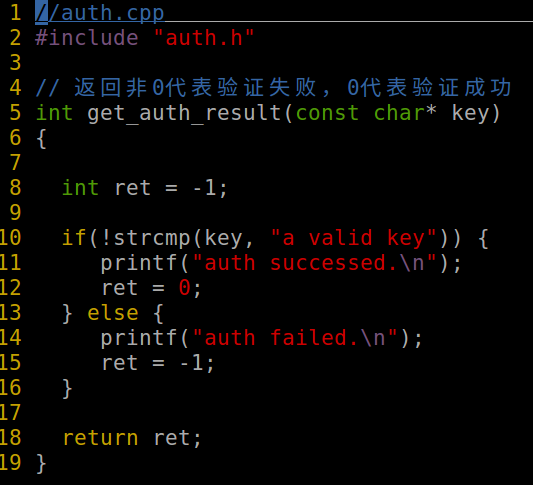 1 //auth.cpp
2 #include "auth.h"
3
4 // 返回非0代表验证失败，0代表验证成功
5 int get_auth_result(const char* key)
6 {
7
8   int ret = -1;
9
10   if(!strcmp(key, "a valid key")) {
11      printf("auth successed.\n");
12      ret = 0;
13   } else {
14      printf("auth failed.\n");
15      ret = -1;
16   }
17
18   return ret;
19 }